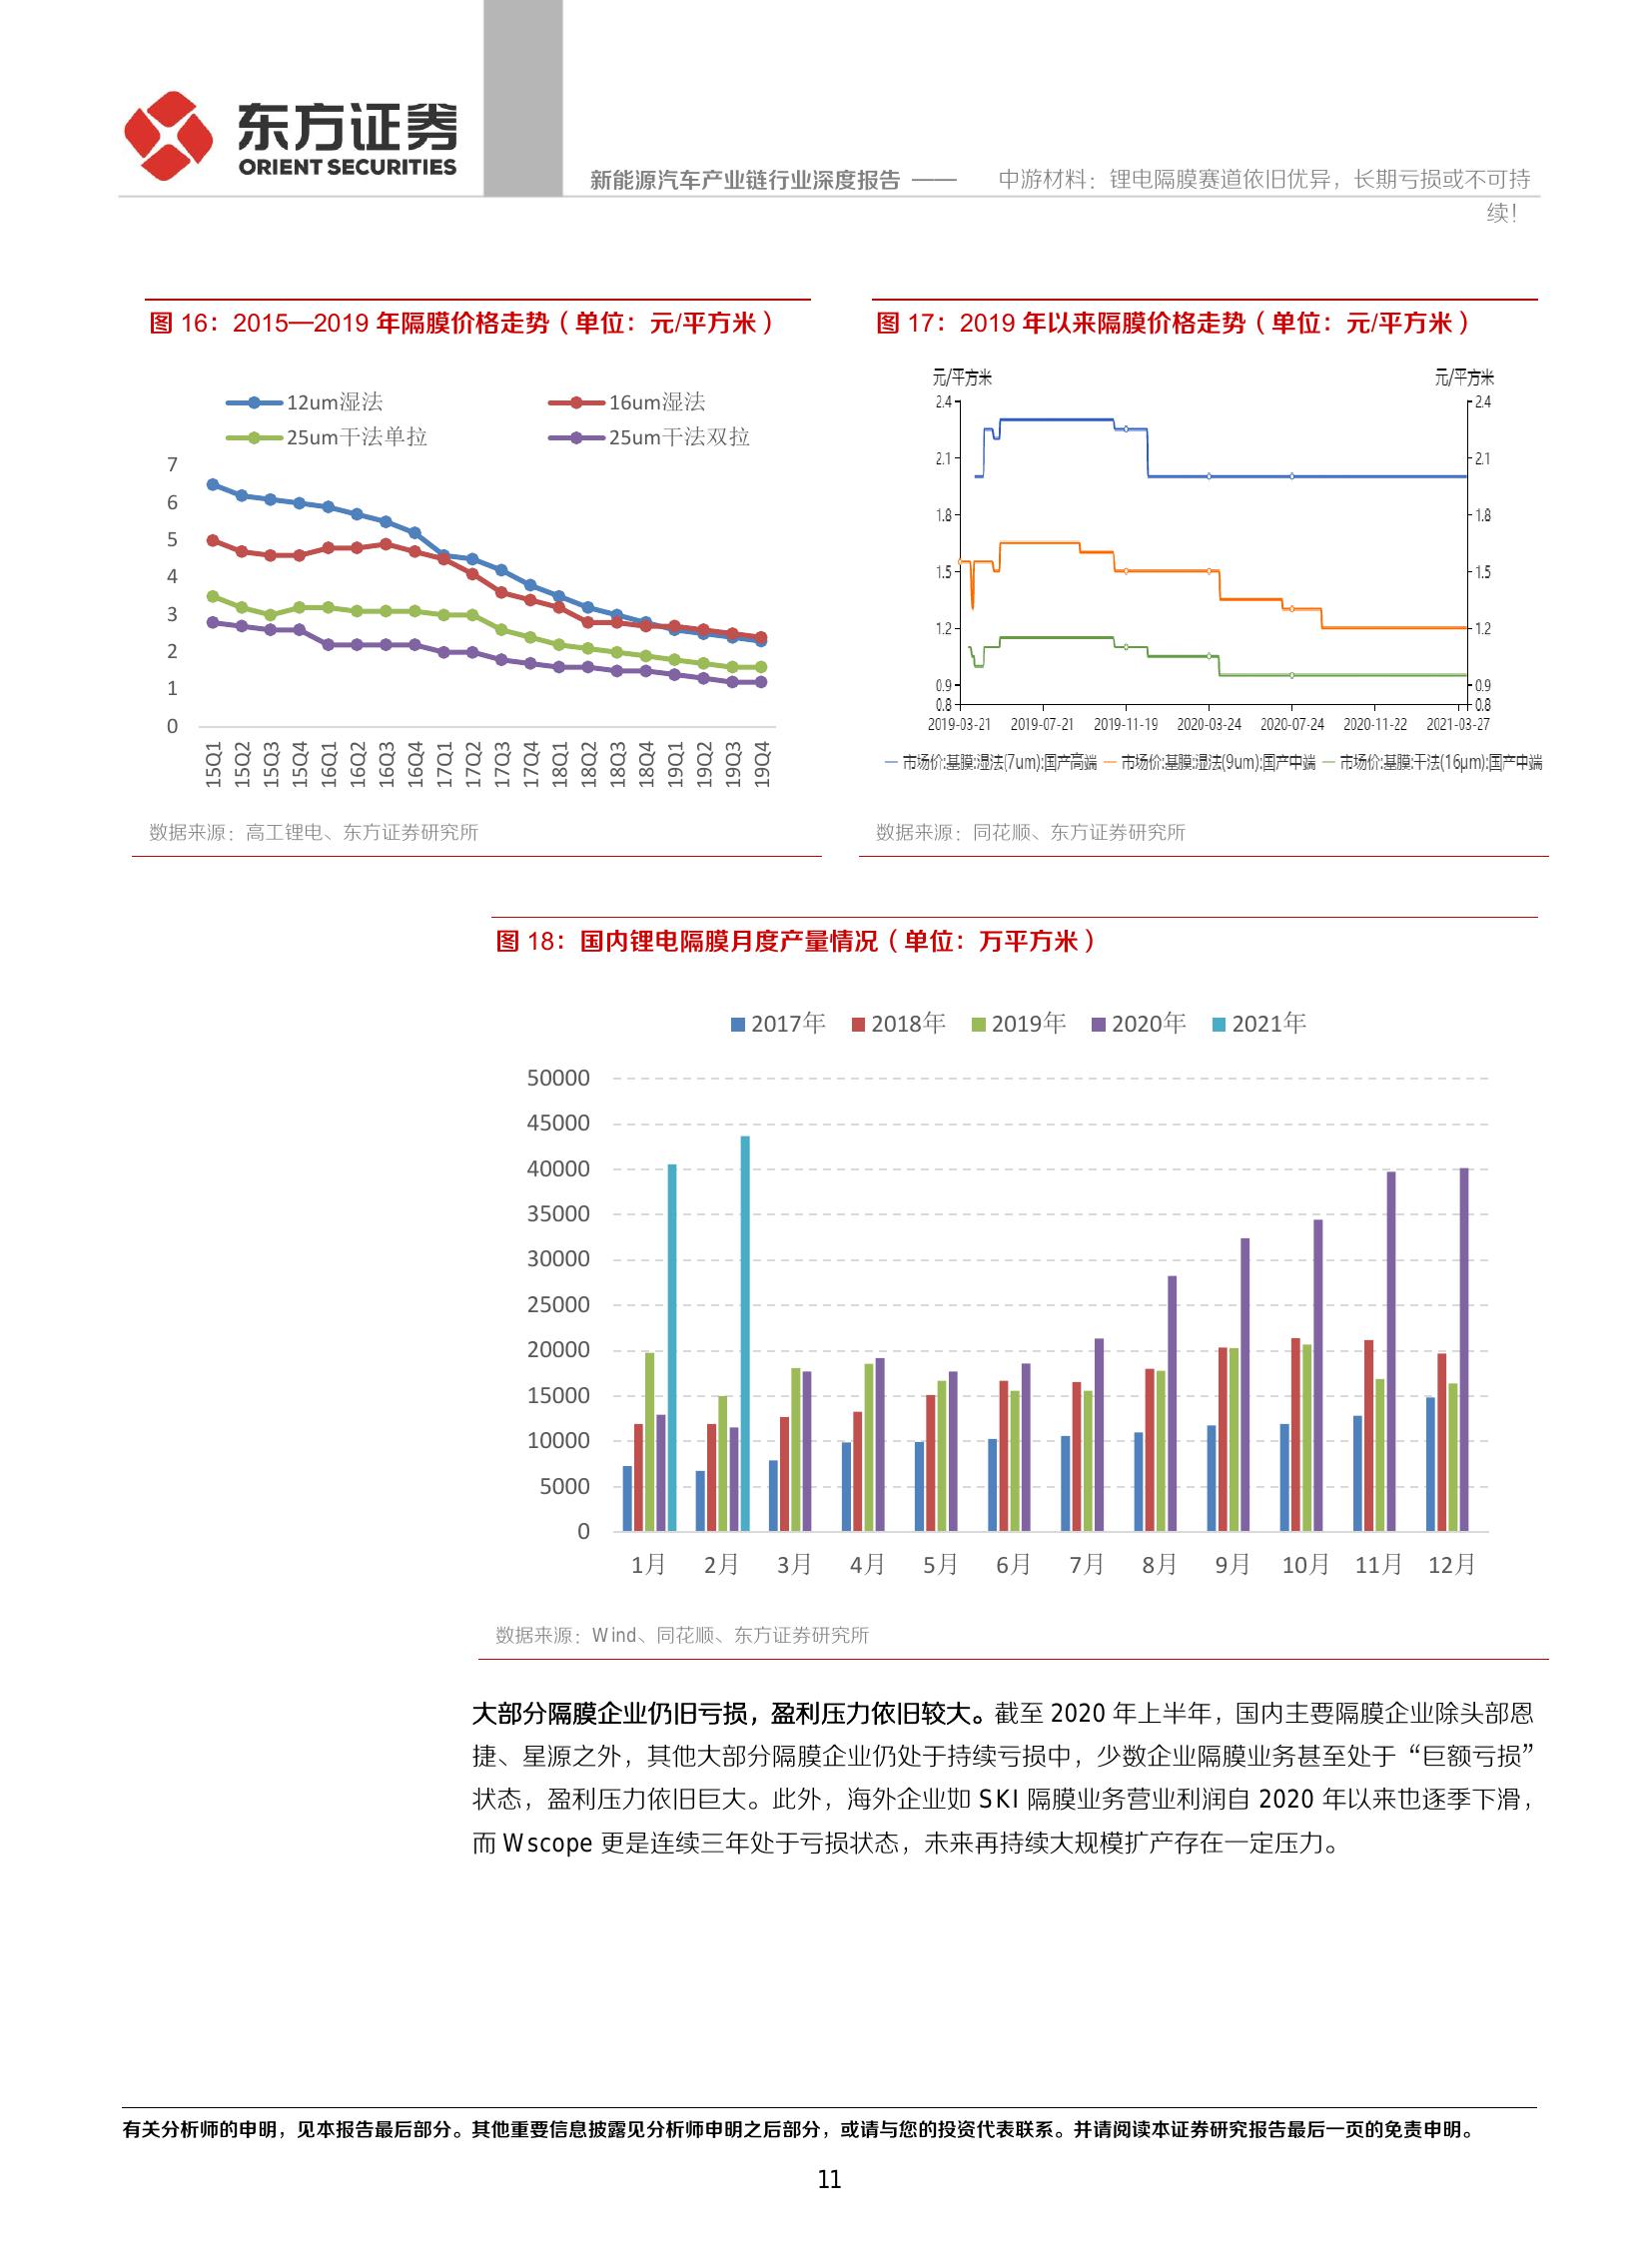 东方证券
ORIENT SECURITIES
新能源汽车产业链行业深度报告 —— 中游材料：锂电隔膜赛道依旧优异，长期亏损或不可持
续！
图 16：2015—2019 年隔膜价格走势（单位：元/平方米）
12um湿法 16um湿法
25um干法单拉 25um干法双拉
7
6
5
4
3
2
1
0
15Q1 15Q2 15Q3 15Q4 16Q1 16Q2 16Q3 16Q4 17Q1 17Q2 17Q3 17Q4 18Q1 18Q2 18Q3 18Q4 19Q1 19Q2 19Q3 19Q4
数据来源：高工锂电、东方证券研究所
图 17：2019 年以来隔膜价格走势（单位：元/平方米）
元/平方米 元/平方米
2.4 2.4
2.1 2.1
1.8 1.8
1.5 1.5
1.2 1.2
0.9 0.9
0.8 0.8
2019-03-21 2019-07-21 2019-11-19 2020-03-24 2020-07-24 2020-11-22 2021-03-27
市场价:基膜:湿法(7um):国产高端 市场价:基膜:湿法(9um):国产中端 市场价:基膜:干法(16μm):国产中端
数据来源：同花顺、东方证券研究所
图 18：国内锂电隔膜月度产量情况（单位：万平方米）
2017年 2018年 2019年 2020年 2021年
50000
45000
40000
35000
30000
25000
20000
15000
10000
5000
0
1月 2月 3月 4月 5月 6月 7月 8月 9月 10月 11月 12月
数据来源：Wind、同花顺、东方证券研究所
大部分隔膜企业仍旧亏损，盈利压力依旧较大。截至 2020 年上半年，国内主要隔膜企业除头部恩
捷、星源之外，其他大部分隔膜企业仍处于持续亏损中，少数企业隔膜业务甚至处于“巨额亏损”
状态，盈利压力依旧巨大。此外，海外企业如 SKI 隔膜业务营业利润自 2020 年以来也逐季下滑，
而 Wscope 更是连续三年处于亏损状态，未来再持续大规模扩产存在一定压力。
有关分析师的申明，见本报告最后部分。其他重要信息披露见分析师申明之后部分，或请与您的投资代表联系。并请阅读本证券研究报告最后一页的免责申明。
11